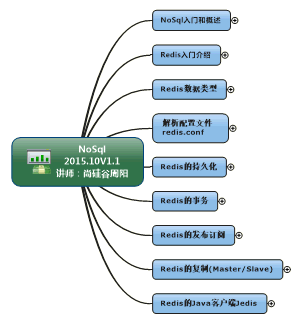 NoSql入门和概述
Redis入门介绍
Redis数据类型
解析配置文件
redis.conf
NoSql
2015.10V1.1
讲师：尚硅谷周阳
Redis的持久化
Redis的事务
Redis的发布订阅
Redis的复制(Master/Slave)
Redis的Java客户端Jedis